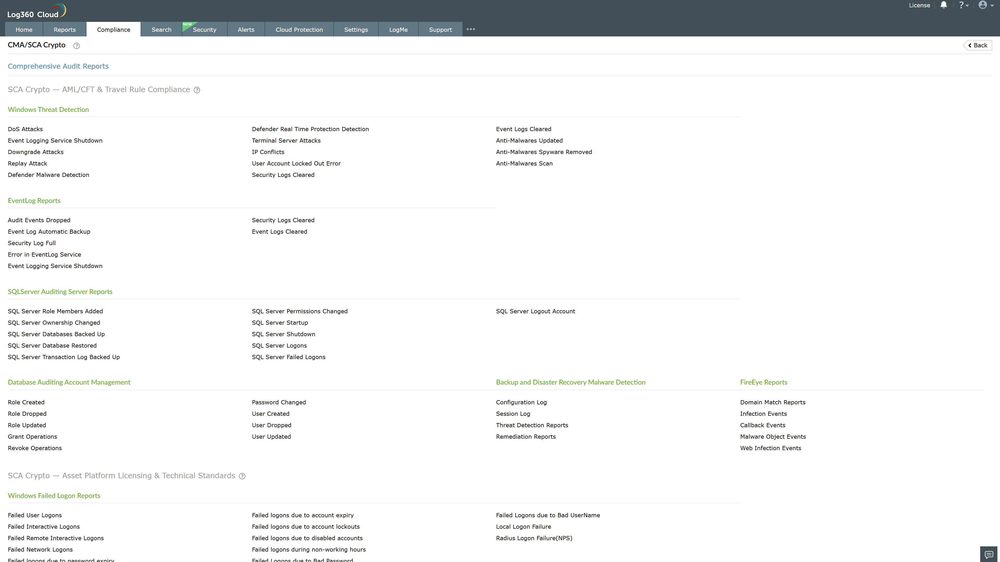 License
?
Log360 Cloud
Home
Reports
Compliance
Search
NEW
Security
Alerts
Cloud Protection
Settings
LogMe
Support
CMA/SCA Crypto ?
Back
Comprehensive Audit Reports
SCA Crypto — AML/CFT & Travel Rule Compliance ?
Windows Threat Detection
DoS Attacks
Event Logging Service Shutdown
Downgrade Attacks
Replay Attack
Defender Malware Detection
Defender Real Time Protection Detection
Terminal Server Attacks
IP Conflicts
User Account Locked Out Error
Security Logs Cleared
Event Logs Cleared
Anti-Malwares Updated
Anti-Malwares Spyware Removed
Anti-Malwares Scan
EventLog Reports
Audit Events Dropped
Event Log Automatic Backup
Security Log Full
Error in EventLog Service
Event Logging Service Shutdown
Security Logs Cleared
Event Logs Cleared
SQLServer Auditing Server Reports
SQL Server Role Members Added
SQL Server Ownership Changed
SQL Server Databases Backed Up
SQL Server Database Restored
SQL Server Transaction Log Backed Up
SQL Server Permissions Changed
SQL Server Startup
SQL Server Shutdown
SQL Server Logons
SQL Server Failed Logons
SQL Server Logout Account
Database Auditing Account Management
Role Created
Role Dropped
Role Updated
Grant Operations
Revoke Operations
Password Changed
User Created
User Dropped
User Updated
Backup and Disaster Recovery Malware Detection
Configuration Log
Session Log
Threat Detection Reports
Remediation Reports
FireEye Reports
Domain Match Reports
Infection Events
Callback Events
Malware Object Events
Web Infection Events
SCA Crypto — Asset Platform Licensing & Technical Standards ?
Windows Failed Logon Reports
Failed User Logons
Failed Interactive Logons
Failed Remote Interactive Logons
Failed Network Logons
Failed logons due to password expiry
Failed logons due to account expiry
Failed logons due to account lockouts
Failed logons due to disabled accounts
Failed logons during non-working hours
Failed Logons due to Bad Password
Failed Logons due to Bad UserName
Local Logon Failure
Radius Logon Failure(NPS)